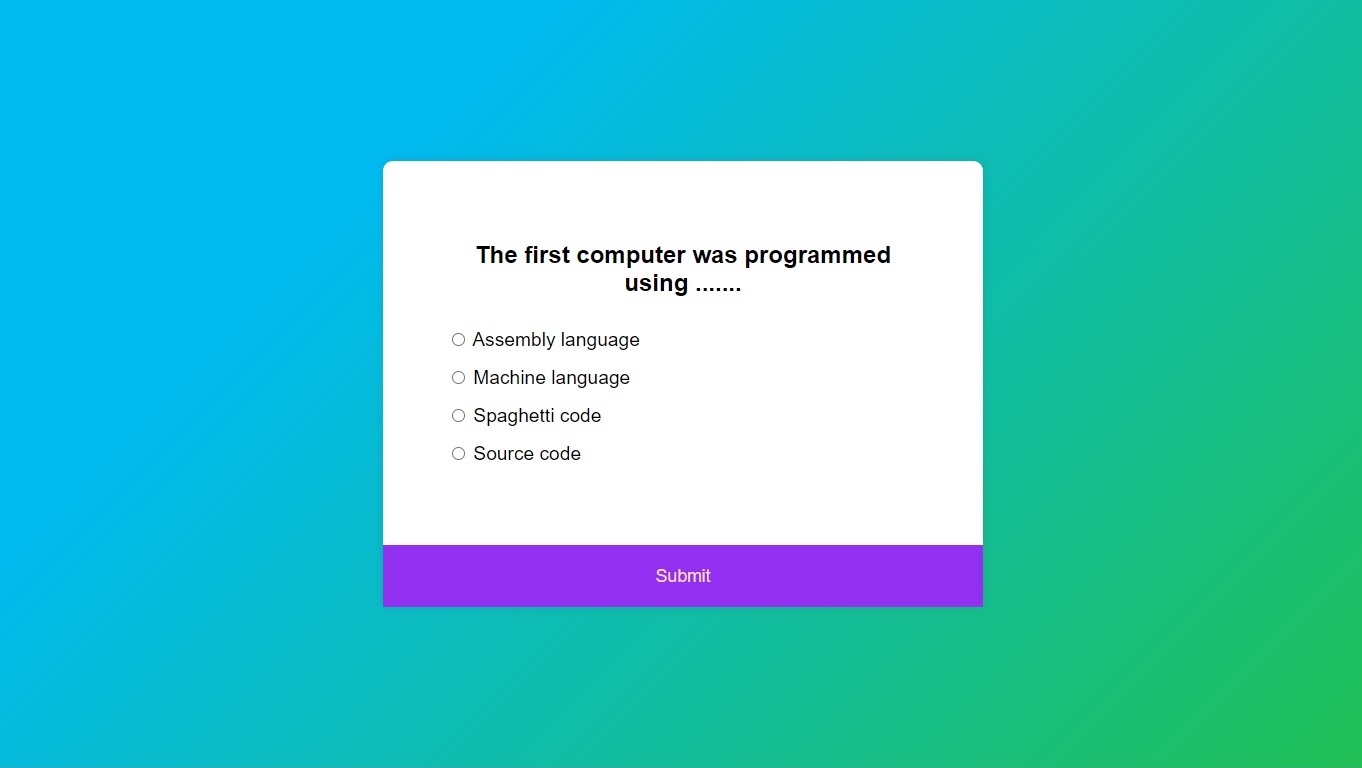 The first computer was programmed
using .......
Assembly language
Machine language
Spaghetti code
Source code
Submit